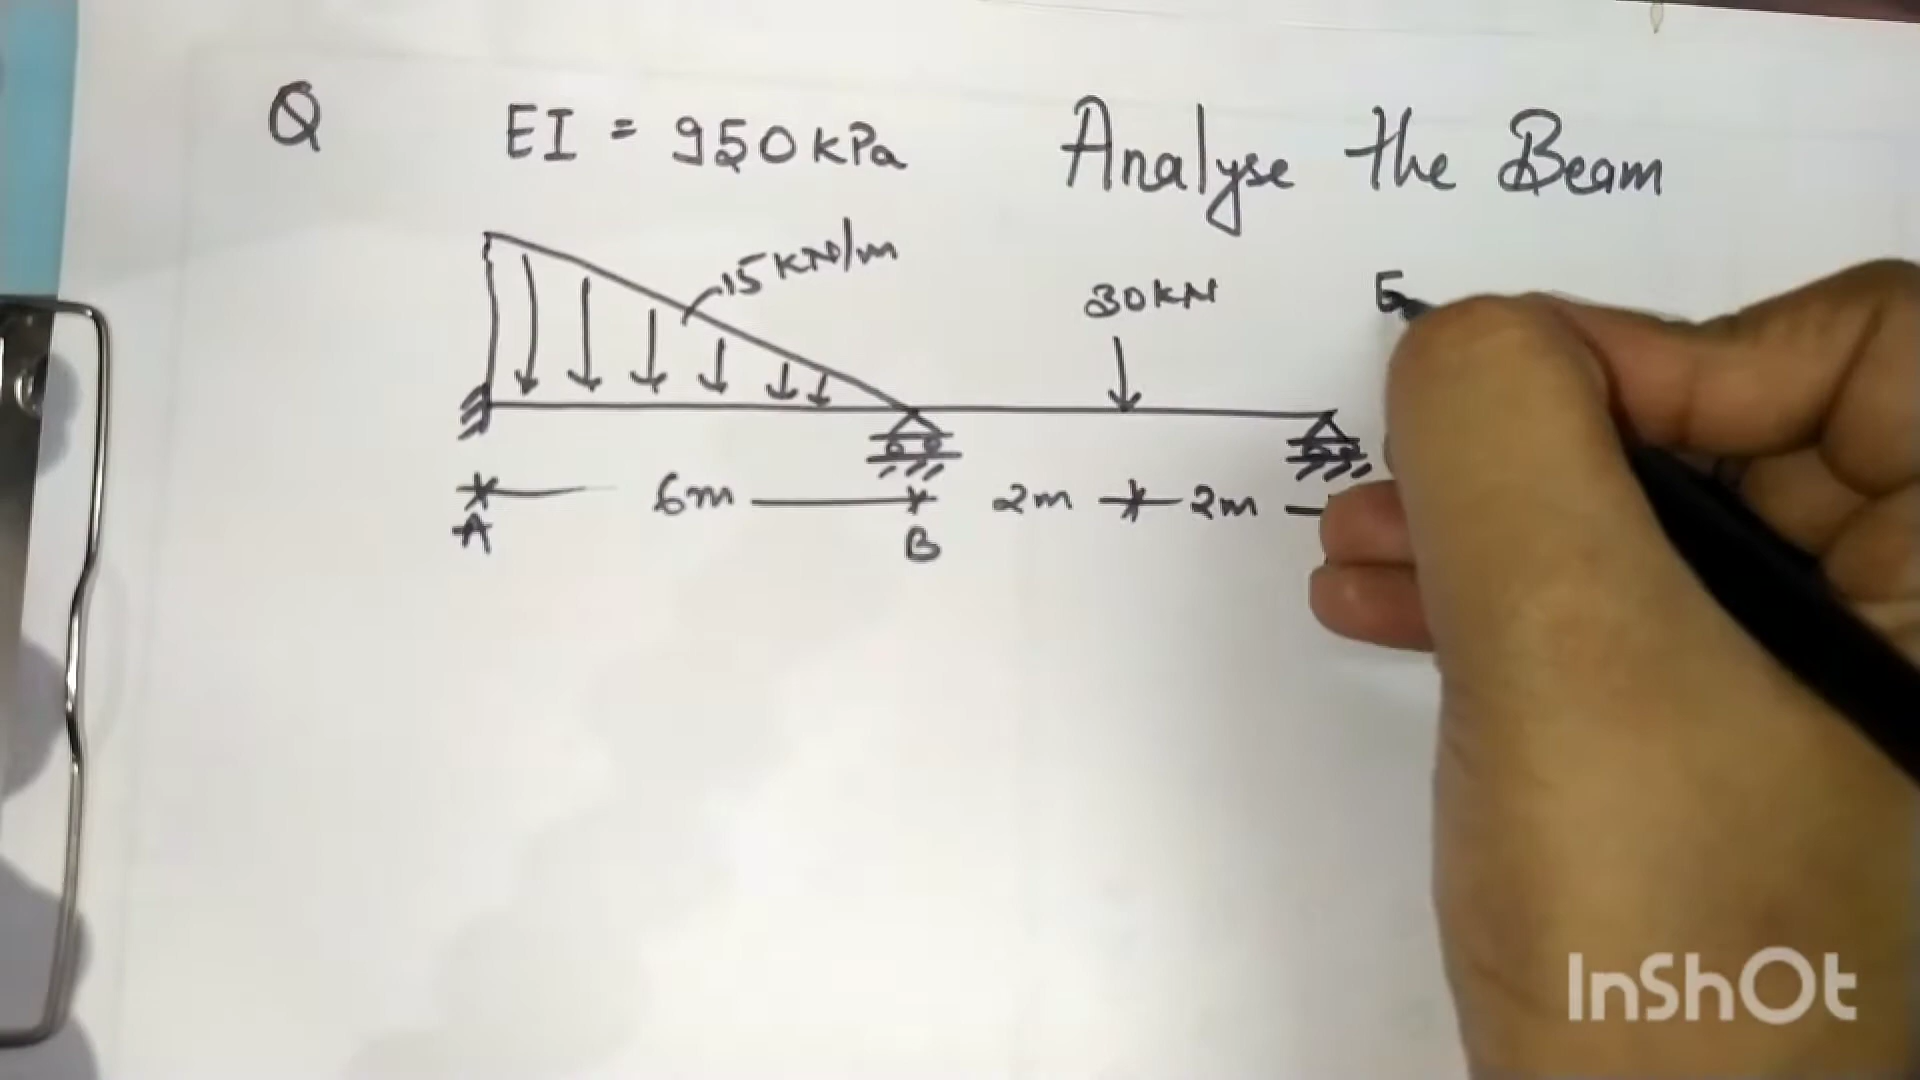 Q EI = 950 kPa Analyse the Beam
15 kN/m
30 kN
6m 2m 2m
A B
InShOt